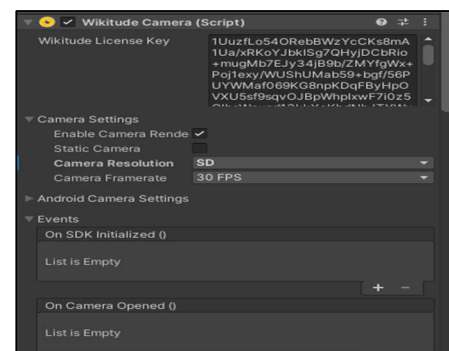 Wikitude Camera (Script)
Wikitude License Key
1UuzfLo54ORebBWzYcCKs8mA
1Ua/xRKoYJbkISg7QHyjDCbRio
+mugMb7EJy34jB9b/ZMYfgWx+
Poj1exy/WUShUMab59+bgf/56P
UYWMaf069KG8npKDqFByHpO
VXU5sf9sqvOJBpWhplxwF7i0z5
Camera Settings
Enable Camera Rende
Static Camera
Camera Resolution SD
Camera Framerate 30 FPS
Android Camera Settings
Events
On SDK Initialized ()
List is Empty
+ −
On Camera Opened ()
List is Empty